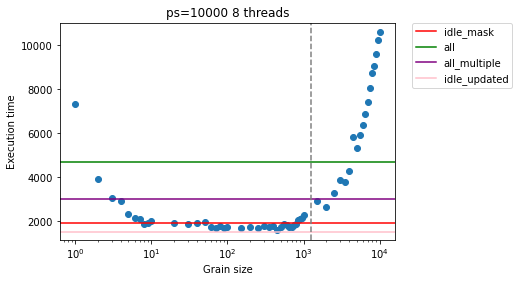 ps=10000 8 threads
Execution time
10000
8000
6000
4000
2000
10⁰
10¹
10²
10³
10⁴
Grain size
idle_mask
all
all_multiple
idle_updated